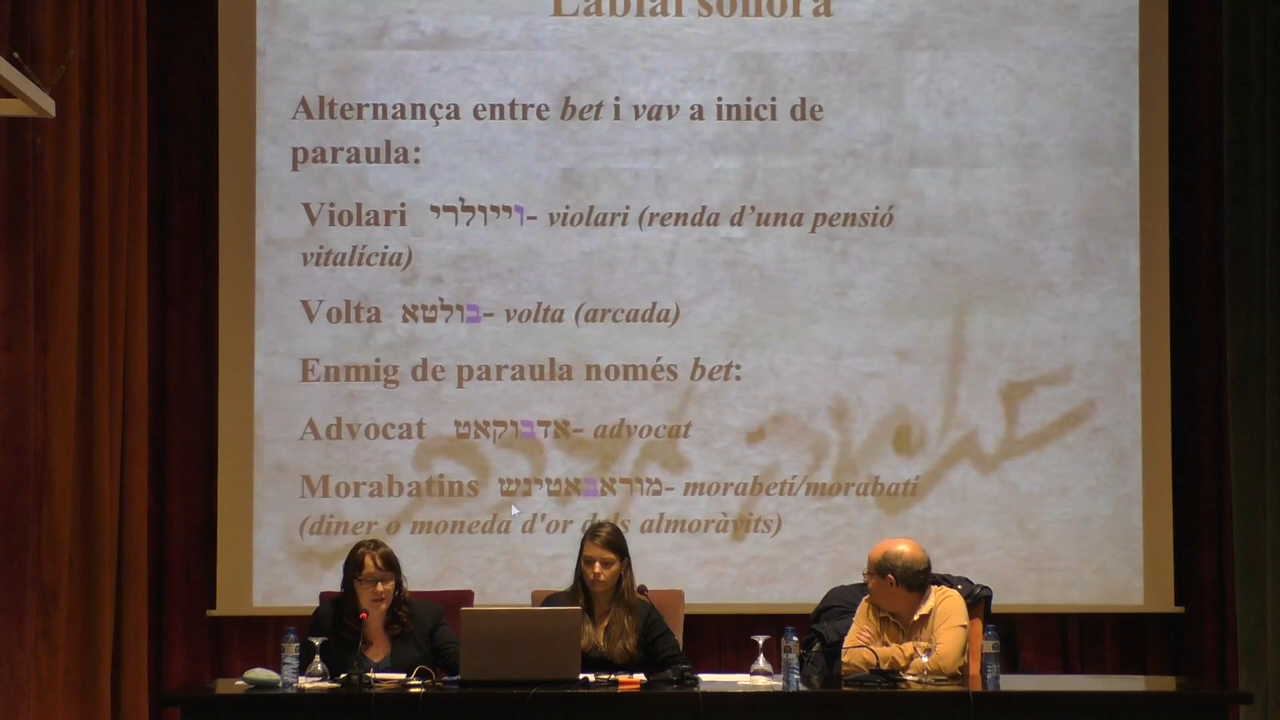 Labial sonora
Alternança entre bet i vav a inici de
paraula:
Violari וייולרי- violari (renda d’una pensió
vitalícia)
Volta בולטא- volta (arcada)
Enmig de paraula només bet:
Advocat אדבוקאט- advocat
Morabatins מוראבאטינש- morabetí/morabatí
(diner o moneda d'or dels almoràvits)